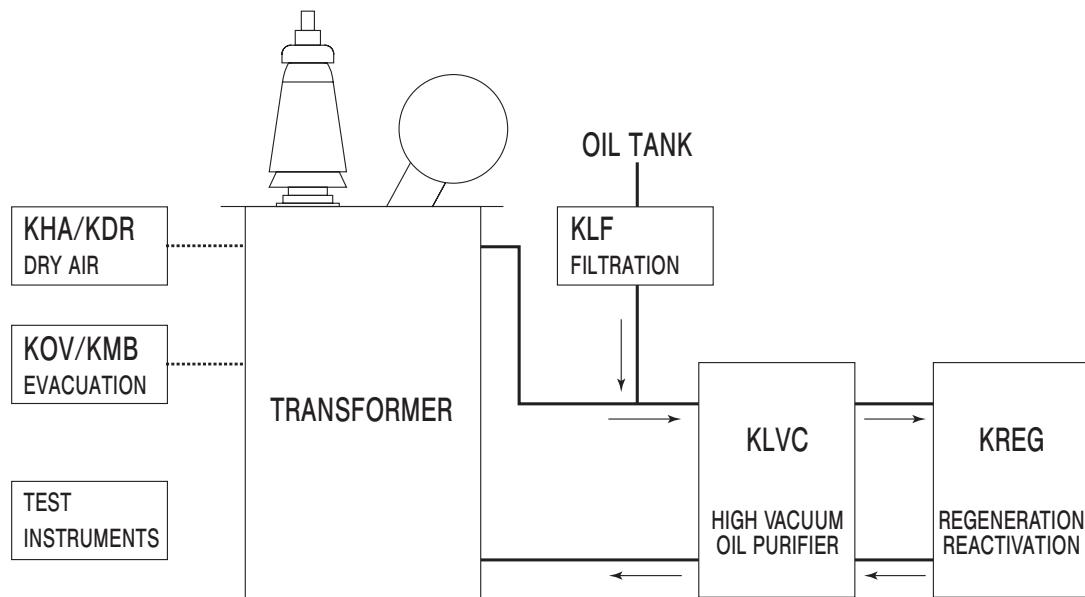 OIL TANK
KHA/KDR
DRY AIR
KLF
FILTRATION
KOV/KMB
EVACUATION
TRANSFORMER
KLVC
HIGH VACUUM
OIL PURIFIER
KREG
REGENERATION
REACTIVATION
TEST
INSTRUMENTS